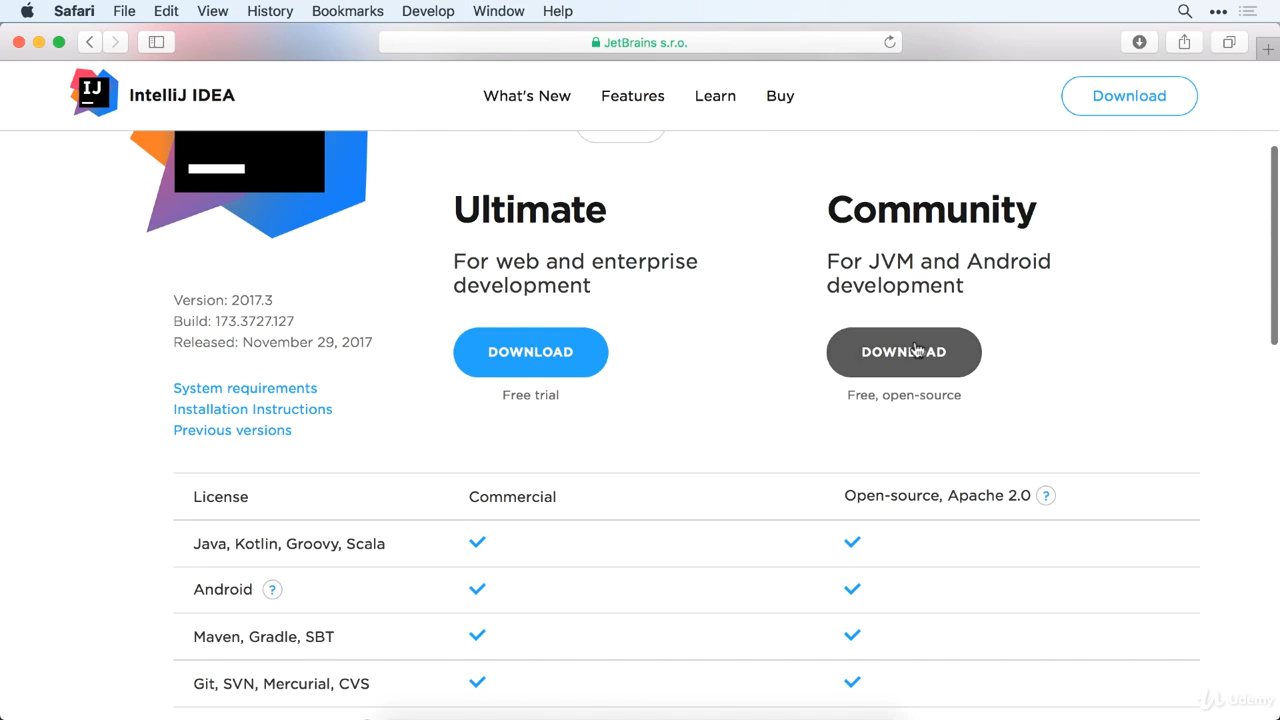 Safari File Edit View History Bookmarks Develop Window Help
JetBrains s.r.o.
IJ
IntelliJ IDEA
What's New Features Learn Buy
Download
Ultimate
For web and enterprise
development
DOWNLOAD
Free trial
Community
For JVM and Android
development
DOWNLOAD
Free, open-source
Version: 2017.3
Build: 173.3727.127
Released: November 29, 2017
System requirements
Installation Instructions
Previous versions
License Commercial Open-source, Apache 2.0 ?
Java, Kotlin, Groovy, Scala
Android ?
Maven, Gradle, SBT
Git, SVN, Mercurial, CVS
Udemy